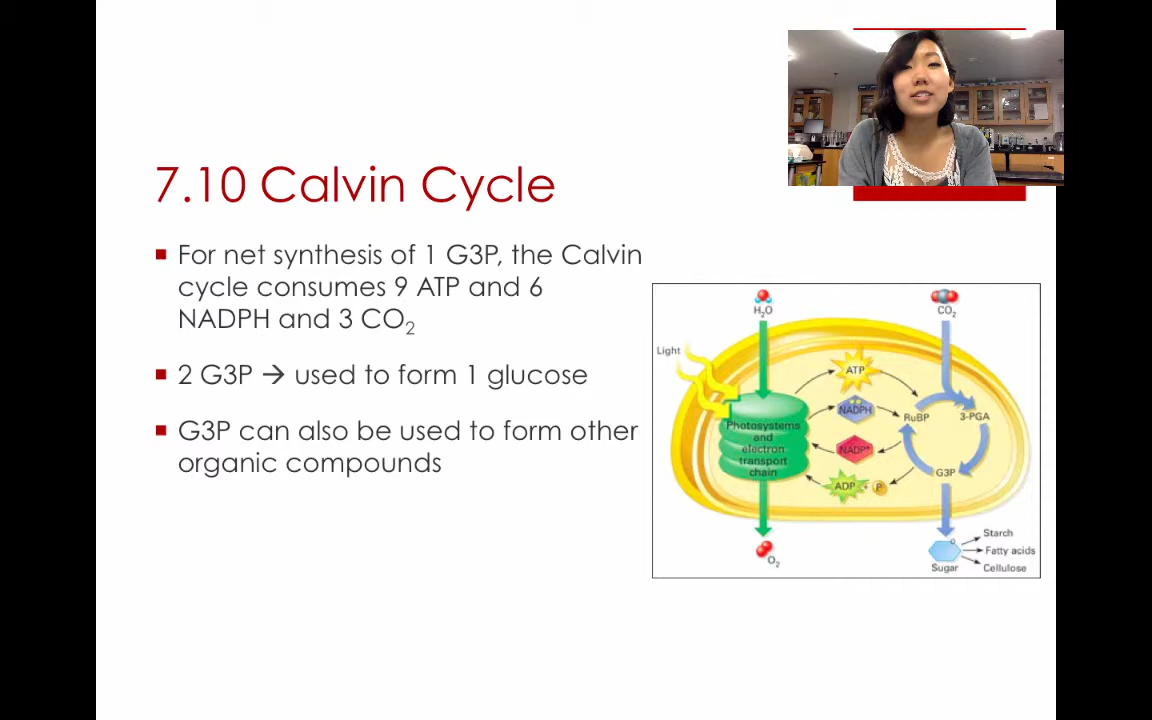 7.10 Calvin Cycle
For net synthesis of 1 G3P, the Calvin
cycle consumes 9 ATP and 6
NADPH and 3 CO₂
2 G3P → used to form 1 glucose
G3P can also be used to form other
organic compounds
H₂O
CO₂
Light
ATP
NADPH
RuBP
3-PGA
Photosystems
and
electron
transport
chain
NADP⁺
G3P
ADP + P
O₂
Sugar
Starch
Fatty acids
Cellulose